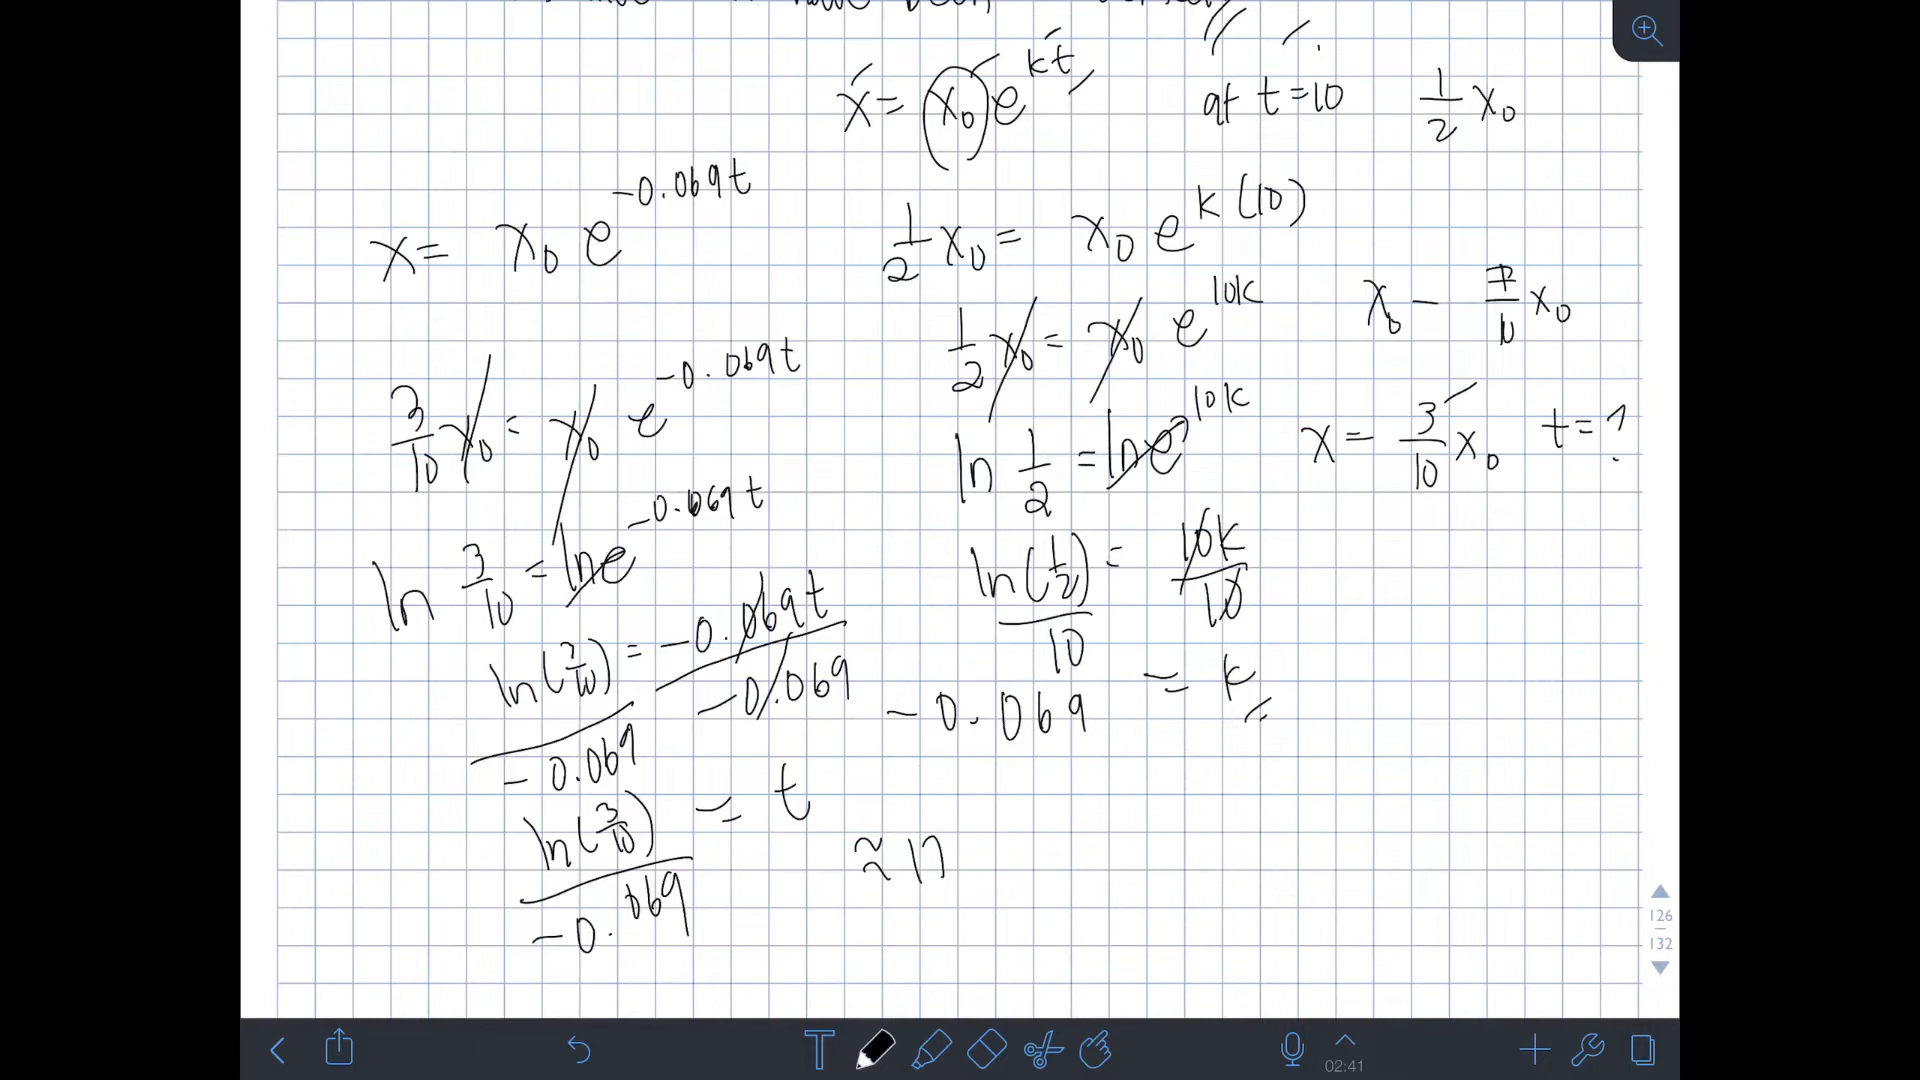 have been
x = x₀ e^{kt}
at t = 10
1/2 x₀
x = x₀ e^{-0.069t}
1/2 x₀ = x₀ e^{k(10)}
1/2 x₀ = x₀ e^{10k}
x₀ - 7/10 x₀
3/10 x₀ = x₀ e^{-0.069t}
ln 1/2 = ln e^{10k}
x = 3/10 x₀ t = ?
ln 3/10 = ln e^{-0.069t}
ln(1/2)/10 = 10k/10
ln(3/10)/-0.069 = -0.069t/-0.069
-0.069 = k
ln(3/10)/-0.069 = t
≈ 17
126
132
T
02:41